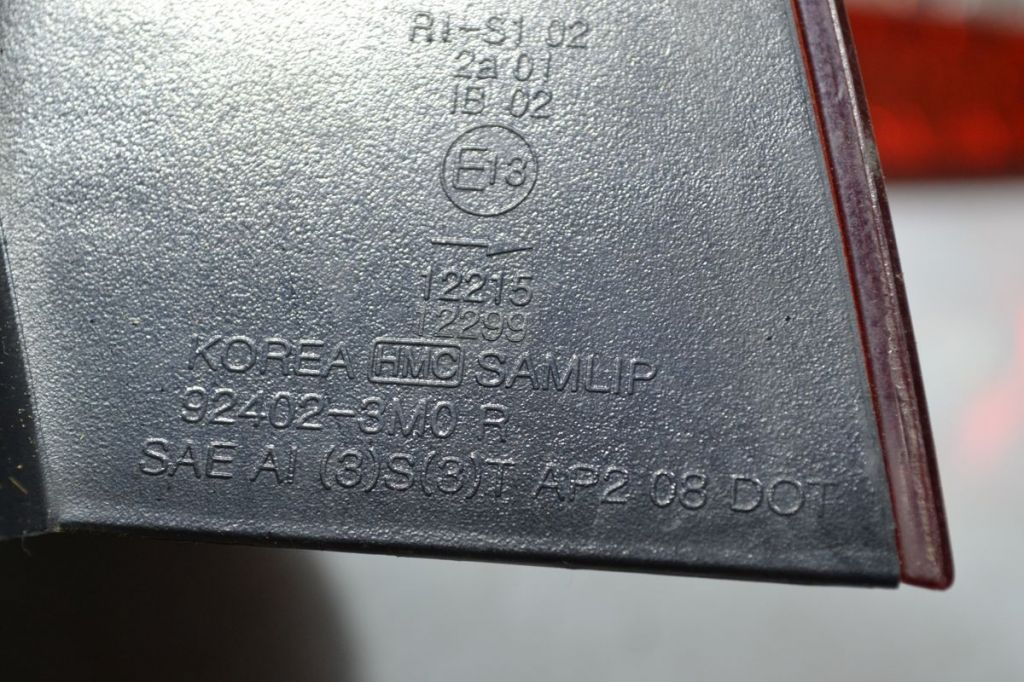 R1-S1 02
2a 01
IB 02
E13
12215
12299
KOREA HMC SAMLIP
92402-3M0 R
SAE AI (3)S(3)T AP2 08 DOT